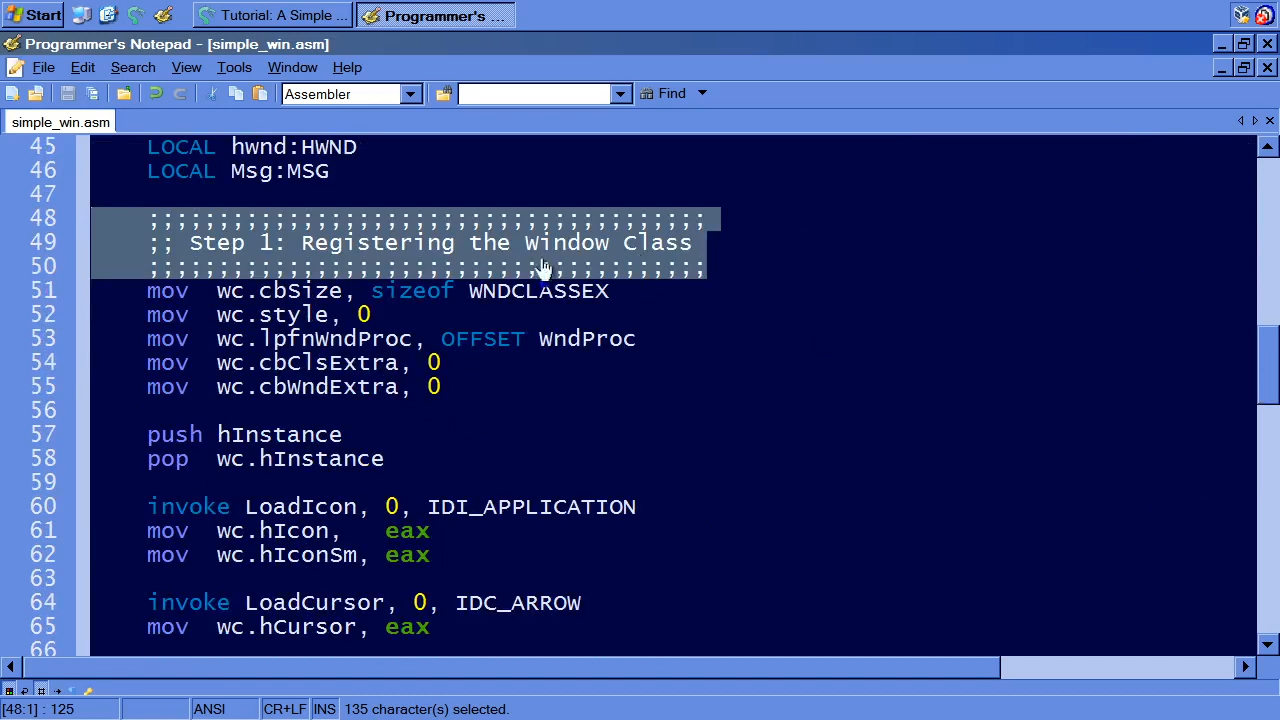 Start
Tutorial: A Simple ...
Programmer's ...
Programmer's Notepad - [simple_win.asm]
File Edit Search View Tools Window Help
Assembler
Find
simple_win.asm
45 LOCAL hwnd:HWND
46 LOCAL Msg:MSG
47
48 ;;;;;;;;;;;;;;;;;;;;;;;;;;;;;;;;;;;;;;;;
49 ;; Step 1: Registering the Window Class
50 ;;;;;;;;;;;;;;;;;;;;;;;;;;;;;;;;;;;;;;;;
51 mov wc.cbSize, sizeof WNDCLASSEX
52 mov wc.style, 0
53 mov wc.lpfnWndProc, OFFSET WndProc
54 mov wc.cbClsExtra, 0
55 mov wc.cbWndExtra, 0
56
57 push hInstance
58 pop wc.hInstance
59
60 invoke LoadIcon, 0, IDI_APPLICATION
61 mov wc.hIcon, eax
62 mov wc.hIconSm, eax
63
64 invoke LoadCursor, 0, IDC_ARROW
65 mov wc.hCursor, eax
66
[48:1] : 125 ANSI CR+LF INS 135 character(s) selected.